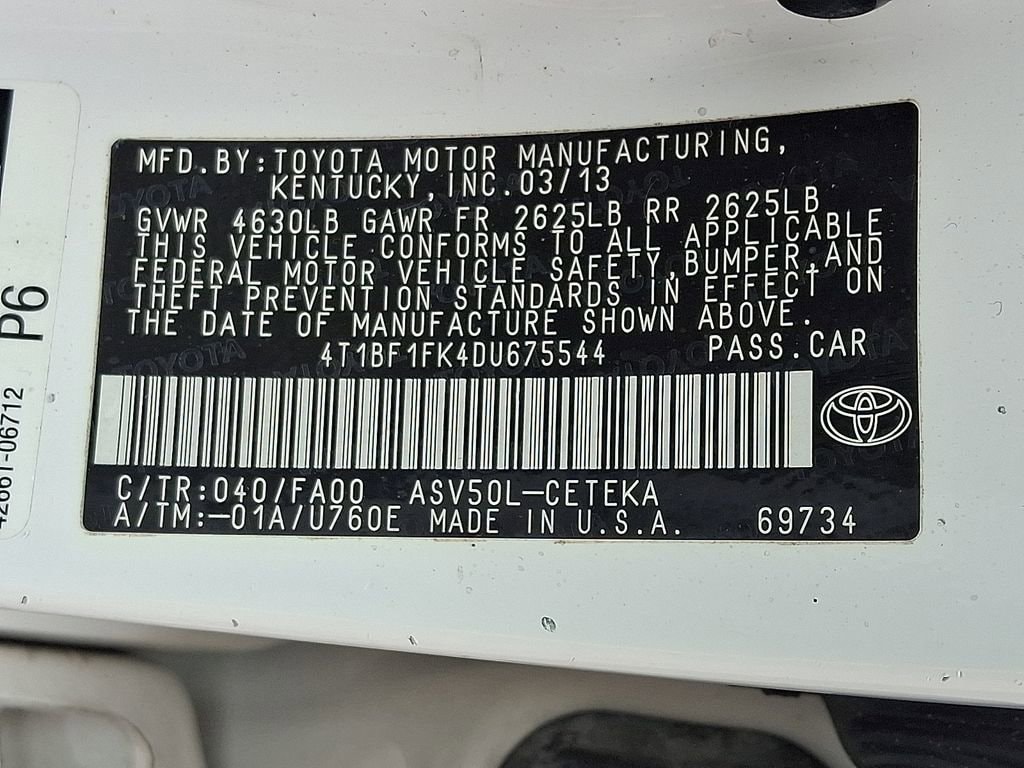 MFD.BY:TOYOTA MOTOR MANUFACTURING,
KENTUCKY,INC.03/13
GVWR 4630LB GAWR FR 2625LB RR 2625LB
THIS VEHICLE CONFORMS TO ALL APPLICABLE
FEDERAL MOTOR VEHICLE SAFETY,BUMPER,AND
THEFT PREVENTION STANDARDS IN EFFECT ON
THE DATE OF MANUFACTURE SHOWN ABOVE.
4T1BF1FK4DU675544 PASS.CAR
C/TR:040/FA00 ASV50L-CETEKA
A/TM:-01A/U760E MADE IN U.S.A. 69734
P6
42661-06712